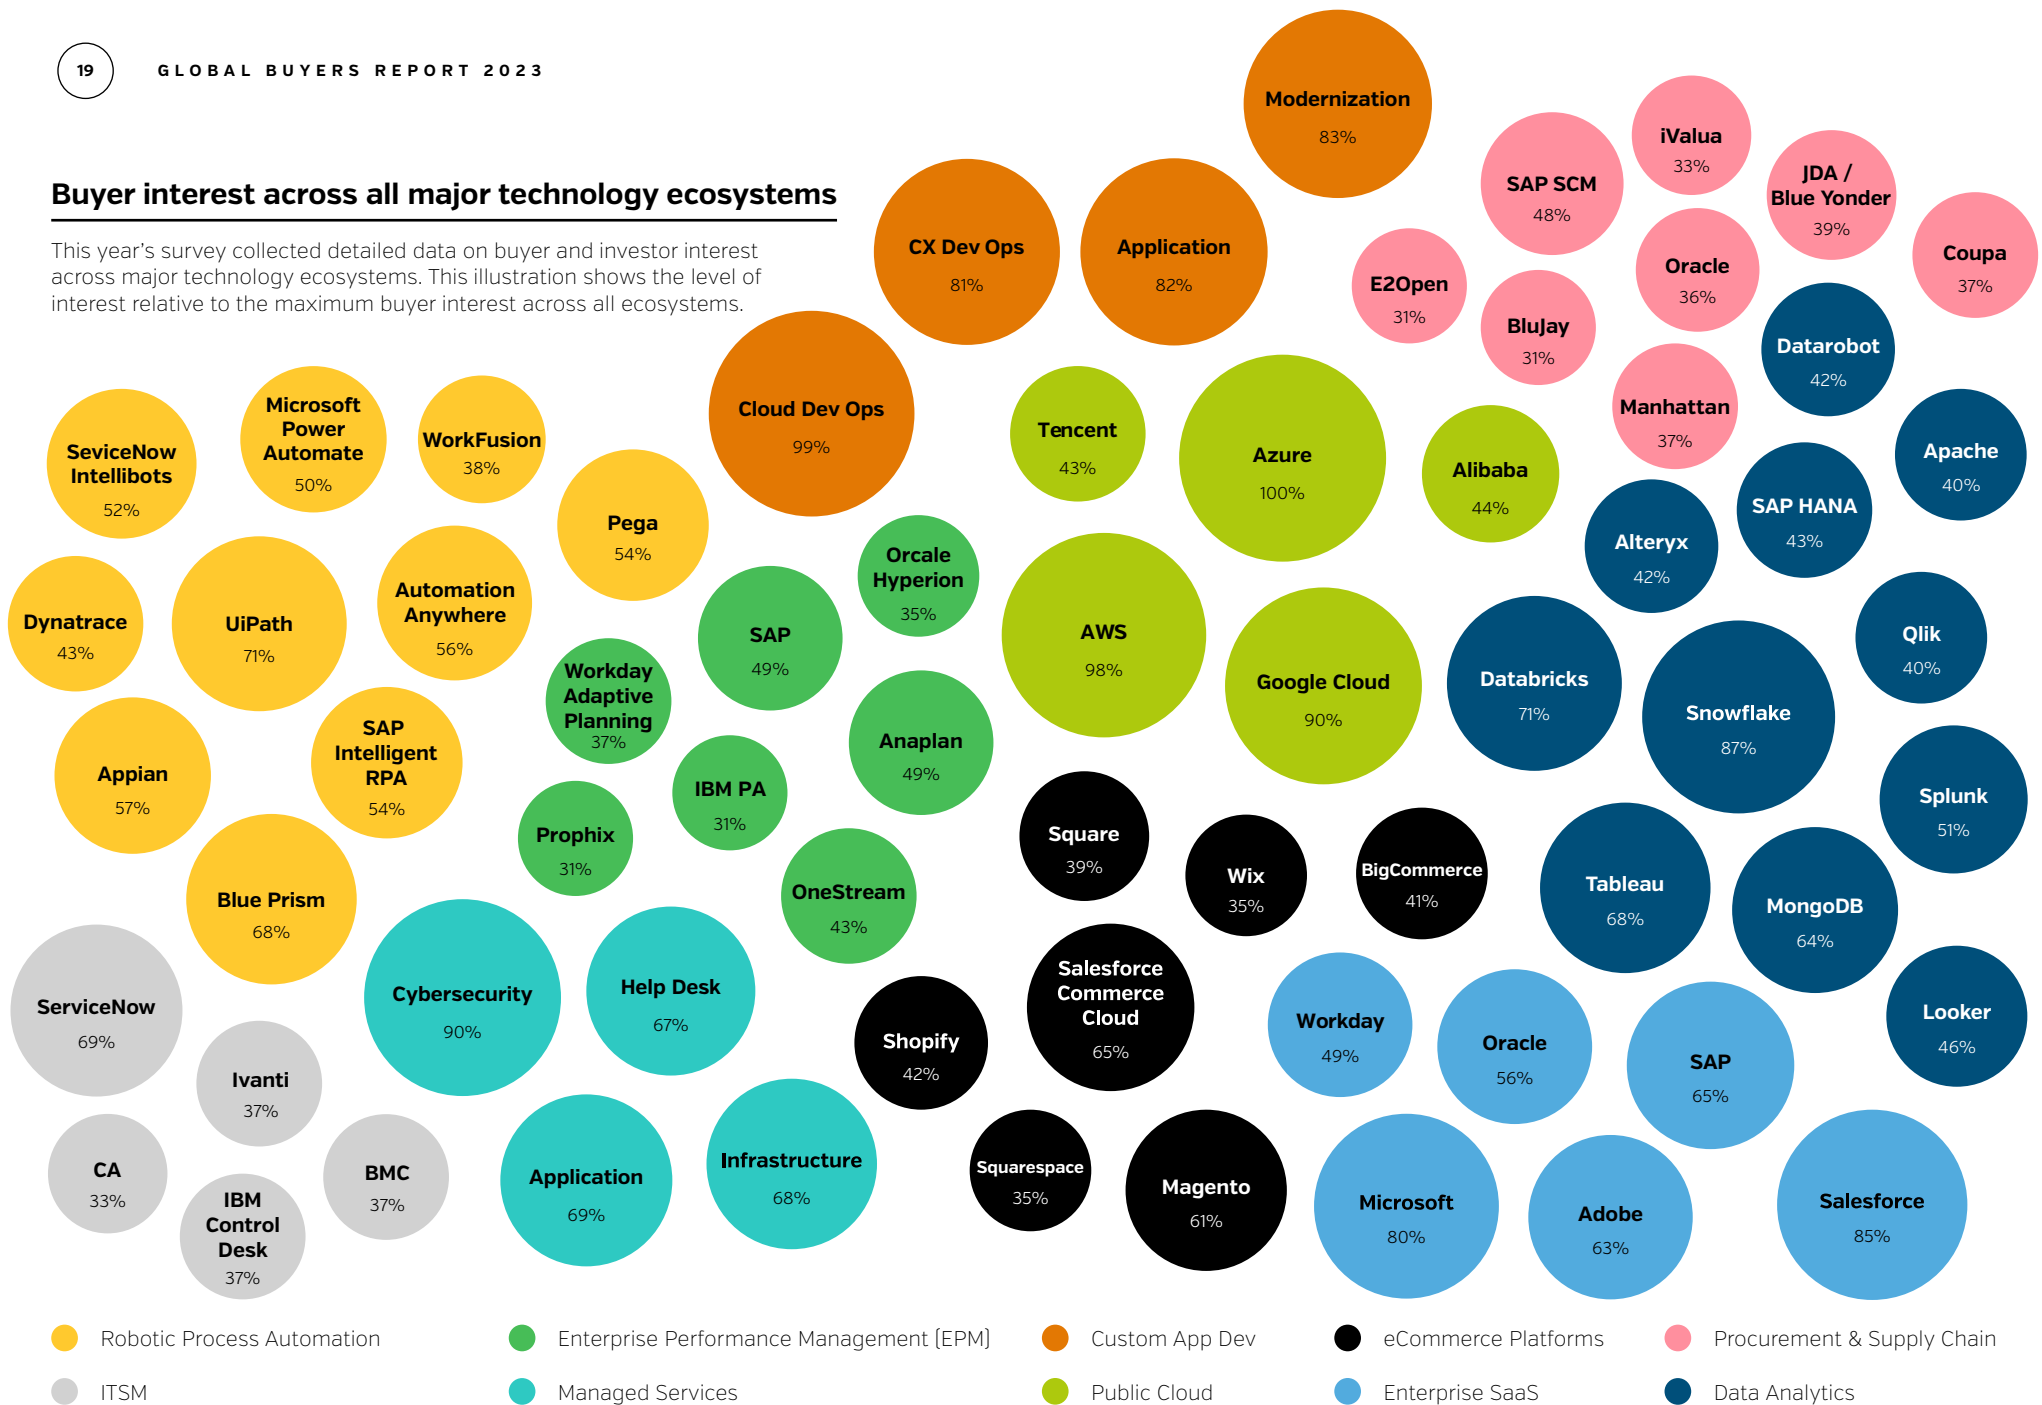 19
GLOBAL BUYERS REPORT 2023
Buyer interest across all major technology ecosystems
This year's survey collected detailed data on buyer and investor interest
across major technology ecosystems. This illustration shows the level of
interest relative to the maximum buyer interest across all ecosystems.
Modernization
83%
CX Dev Ops
81%
Application
82%
Cloud Dev Ops
99%
SAP SCM
48%
iValua
33%
JDA /
Blue Yonder
39%
Coupa
37%
E2Open
31%
BluJay
31%
Oracle
36%
Manhattan
37%
SeviceNow
Intellibots
52%
Microsoft
Power
Automate
50%
WorkFusion
38%
Pega
54%
Dynatrace
43%
UiPath
71%
Automation
Anywhere
56%
Appian
57%
SAP
Intelligent
RPA
54%
Blue Prism
68%
Orcale
Hyperion
35%
SAP
49%
Workday
Adaptive
Planning
37%
Anaplan
49%
IBM PA
31%
Prophix
31%
OneStream
43%
Tencent
43%
Azure
100%
Alibaba
44%
AWS
98%
Google Cloud
90%
Datarobot
42%
Apache
40%
SAP HANA
43%
Alteryx
42%
Qlik
40%
Databricks
71%
Snowflake
87%
Splunk
51%
Tableau
68%
MongoDB
64%
Looker
46%
Square
39%
Wix
35%
BigCommerce
41%
Salesforce
Commerce
Cloud
65%
Shopify
42%
Squarespace
35%
Magento
61%
ServiceNow
69%
Ivanti
37%
CA
33%
IBM
Control
Desk
37%
BMC
37%
Cybersecurity
90%
Help Desk
67%
Application
69%
Infrastructure
68%
Workday
49%
Oracle
56%
SAP
65%
Microsoft
80%
Adobe
63%
Salesforce
85%
Robotic Process Automation
Enterprise Performance Management (EPM)
Custom App Dev
eCommerce Platforms
Procurement & Supply Chain
ITSM
Managed Services
Public Cloud
Enterprise SaaS
Data Analytics